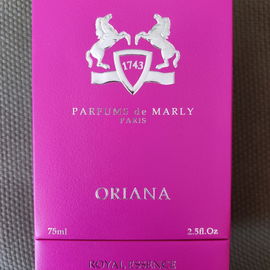 1743
PARFUMS de MARLY
PARIS
ORIANA
75ml 2.5fl.Oz
ROYAL ESSENCE